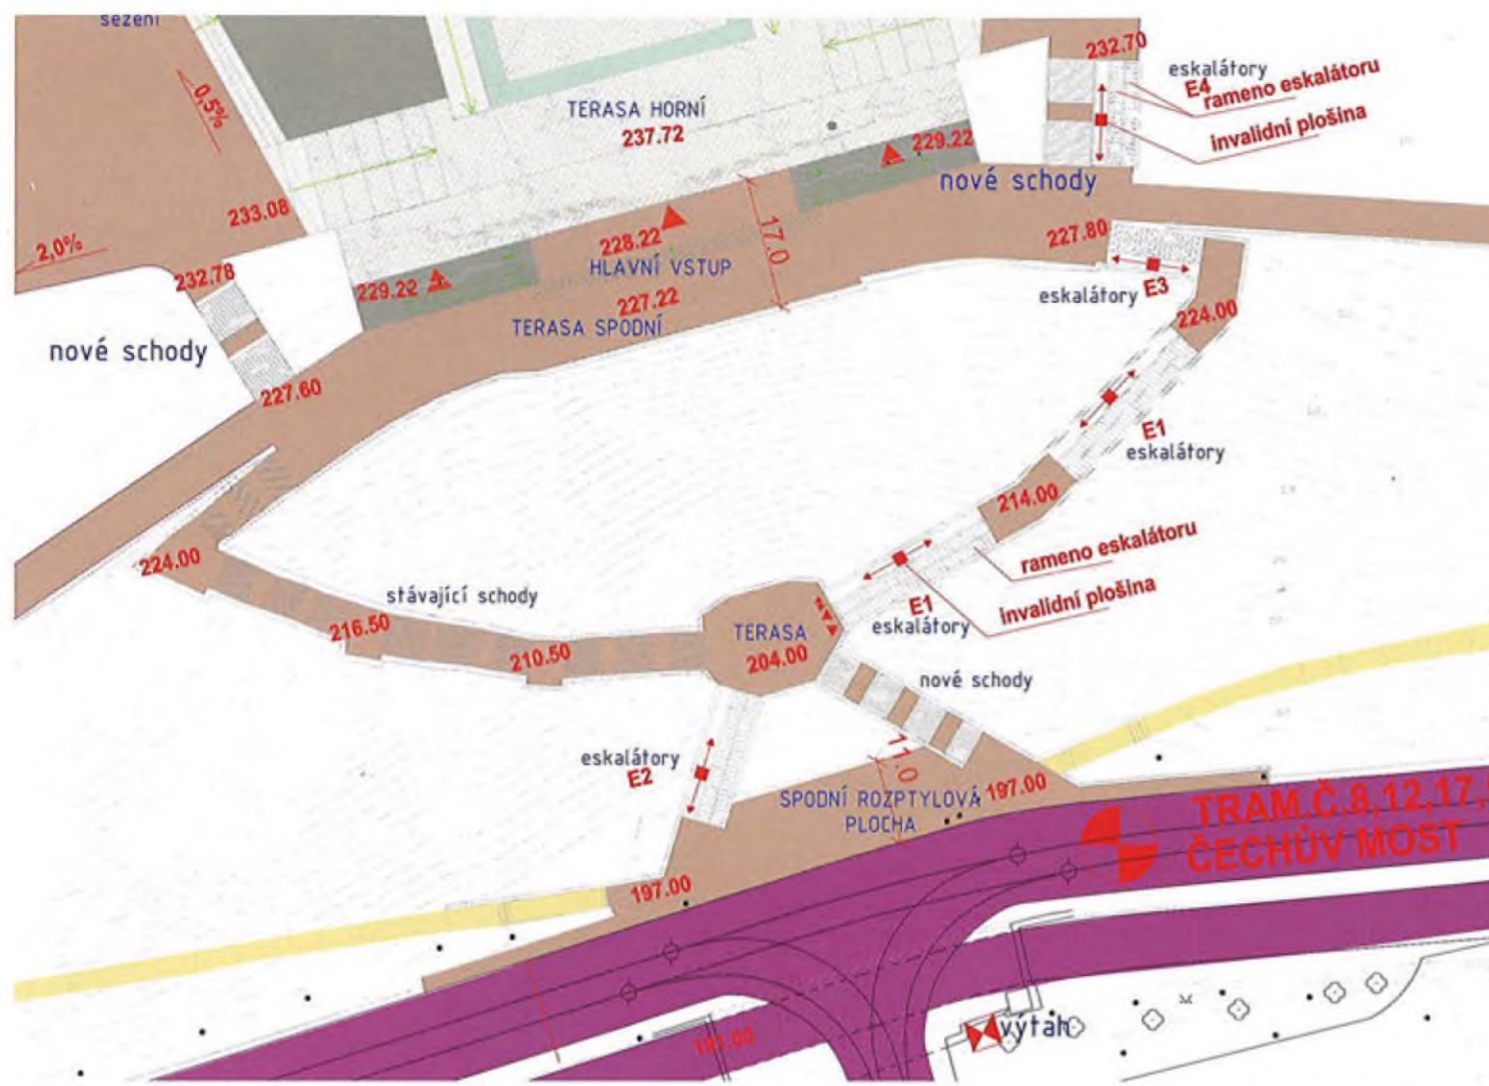 sezení
232.70
eskalátory
E4
rameno eskalátoru
0,5%
TERASA HORNÍ
237.72
invalidní plošina
229.22
nové schody
233.08
2,0%
228.22
17.0
227.80
232.78
229.22
HLAVNÍ VSTUP
227.22
eskalátory E3
TERASA SPODNÍ
224.00
nové schody
227.60
E1
eskalátory
214.00
224.00
rameno eskalátoru
stávající schody
E1
eskalátory
invalidní plošina
216.50
210.50
TERASA
204.00
nové schody
eskalátory
E2
11.0
SPODNÍ ROZPTYLOVÁ
PLOCHA
197.00
TRAM.Č.8,12,17,
ČECHŮV MOST
197.00
výtah